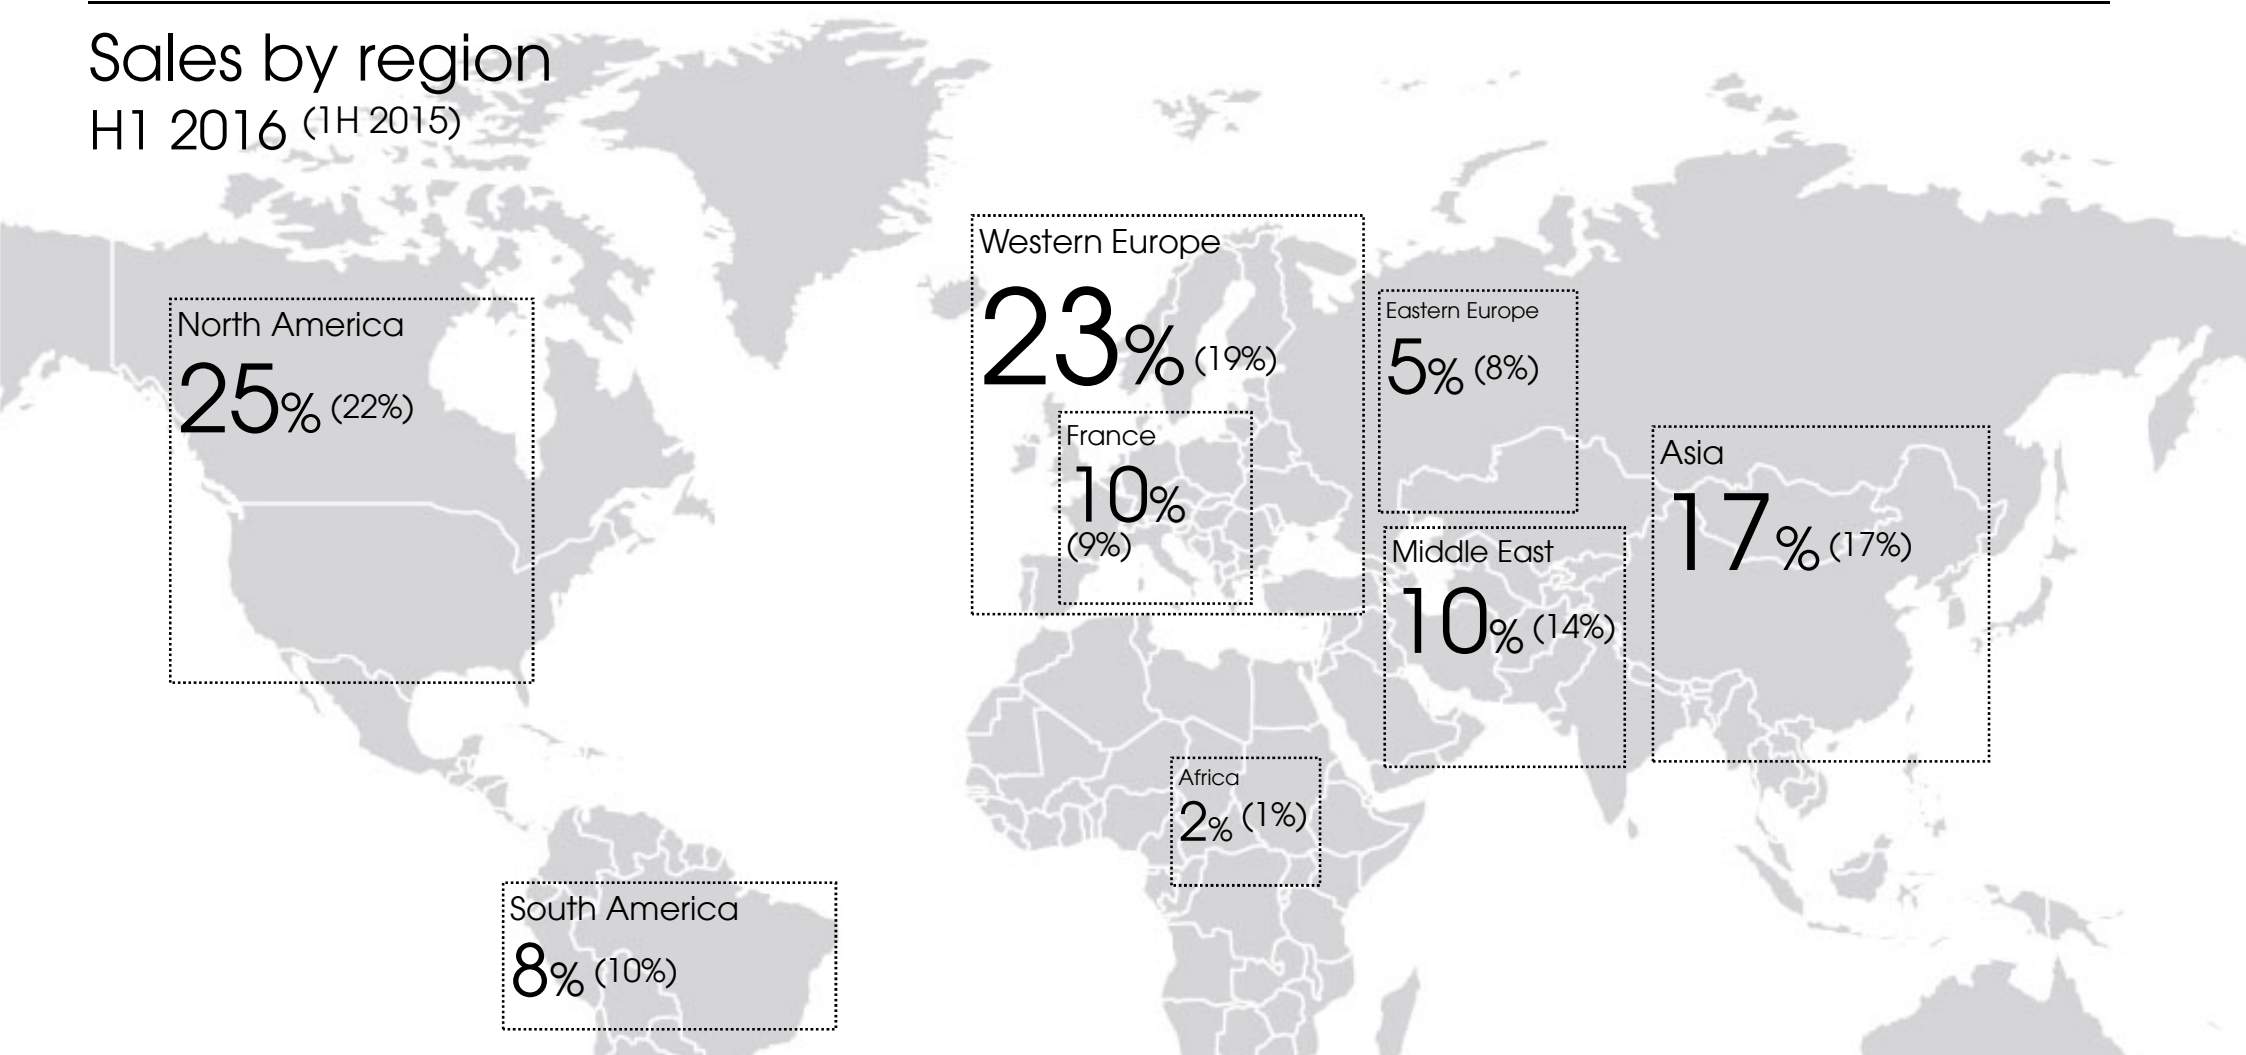 Sales by region
H1 2016 (1H 2015)
Western Europe
23% (19%)
France
10%
(9%)
Eastern Europe
5% (8%)
North America
25% (22%)
Asia
17% (17%)
Middle East
10% (14%)
Africa
2% (1%)
South America
8% (10%)